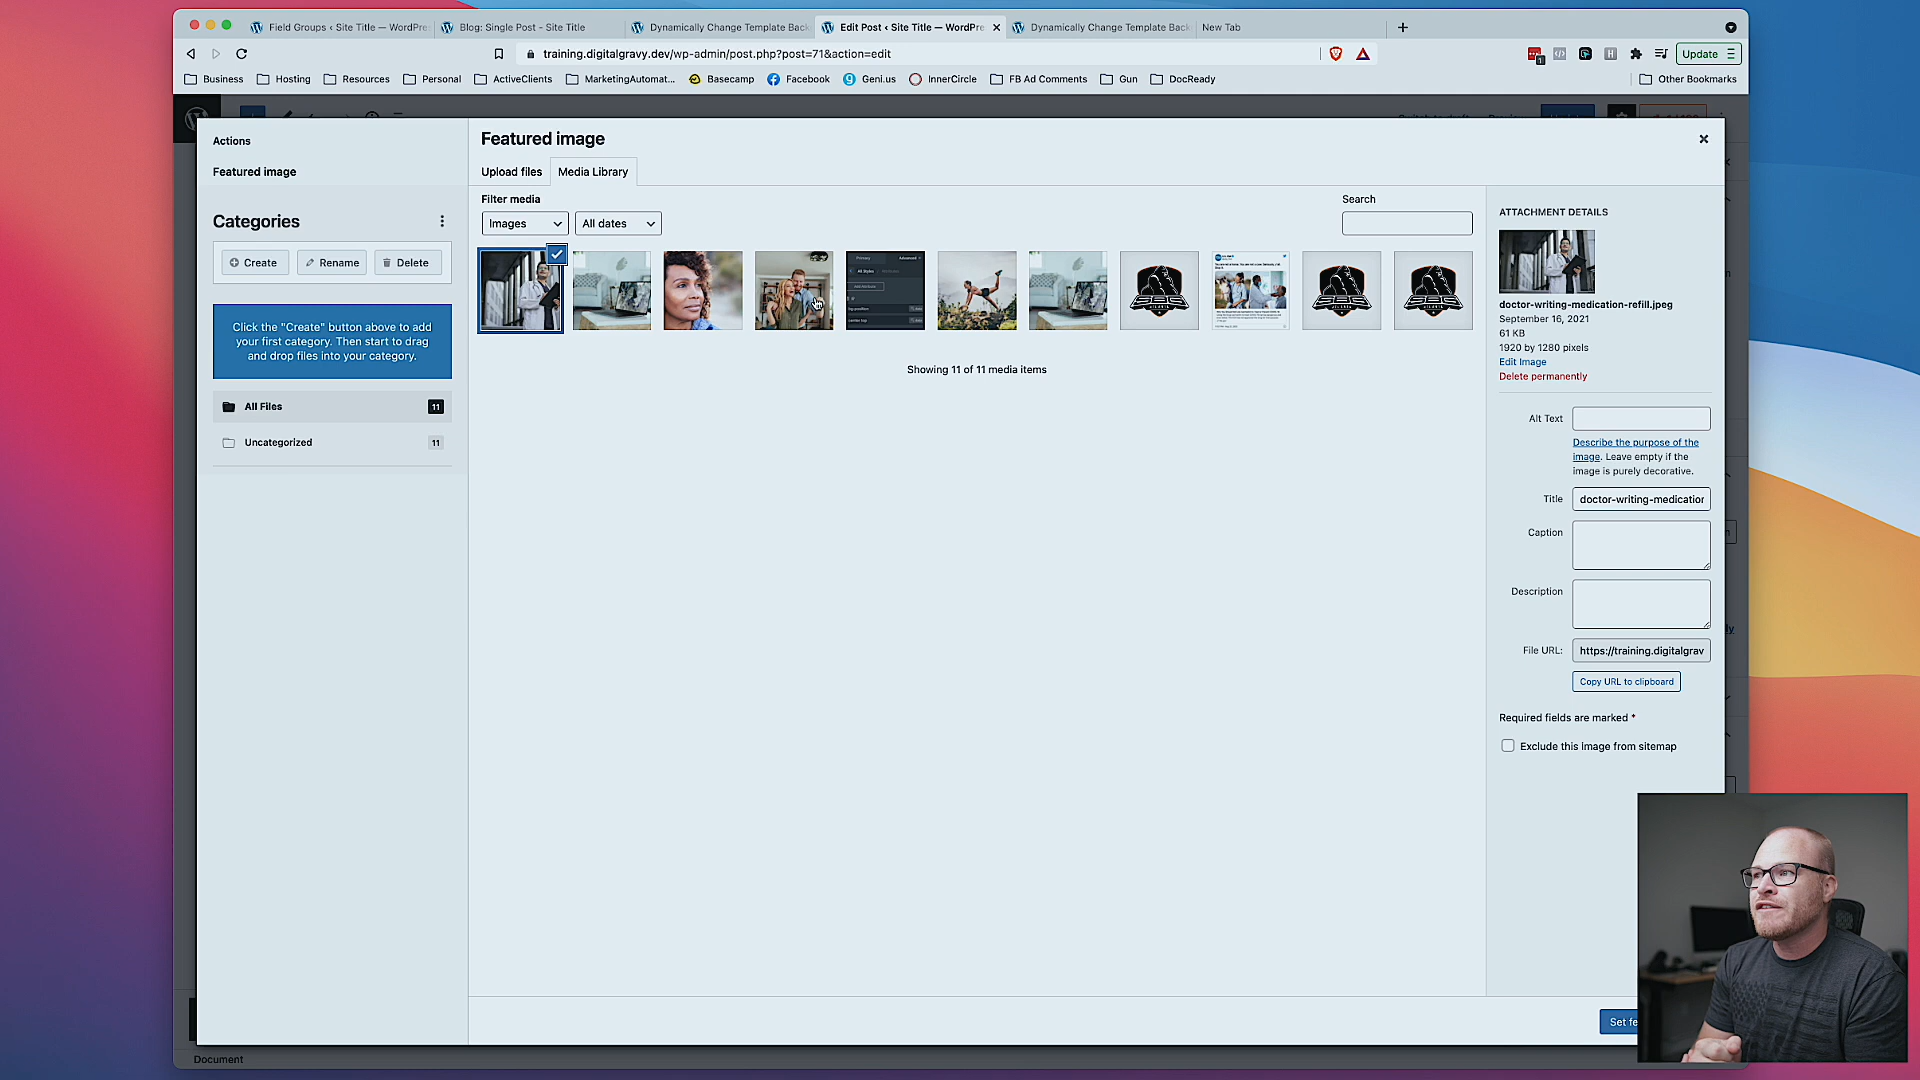 Field Groups ‹ Site Title — WordPre
Blog: Single Post - Site Title
Dynamically Change Template Back
Edit Post ‹ Site Title — WordPre
Dynamically Change Template Back
New Tab
training.digitalgravy.dev/wp-admin/post.php?post=71&action=edit
Update
Business
Hosting
Resources
Personal
ActiveClients
MarketingAutomat...
Basecamp
Facebook
Geni.us
InnerCircle
FB Ad Comments
Gun
DocReady
Other Bookmarks
Actions
Featured image
Categories
Create
Rename
Delete
Click the "Create" button above to add
your first category. Then start to drag
and drop files into your category.
All Files
11
Uncategorized
11
Featured image
Upload files
Media Library
Filter media
Images
All dates
Search
Showing 11 of 11 media items
ATTACHMENT DETAILS
doctor-writing-medication-refill.jpeg
September 16, 2021
61 KB
1920 by 1280 pixels
Edit Image
Delete permanently
Alt Text
Describe the purpose of the
image. Leave empty if the
image is purely decorative.
Title
doctor-writing-medication
Caption
Description
File URL:
https://training.digitalgrav
Copy URL to clipboard
Required fields are marked *
Exclude this image from sitemap
Set fe
Document